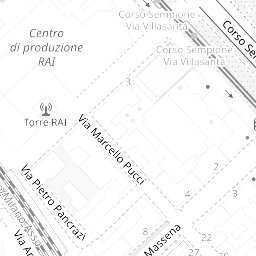 Centro
di produzione
RAI
Corso Sempione
Via Villasanta
Corso Sempione
Via Villasanta
Corso Se
3
Torre RAI
Via Marcello Pucci
Via Pietro Pancrazi
4
2
1
8
Massena
22
27